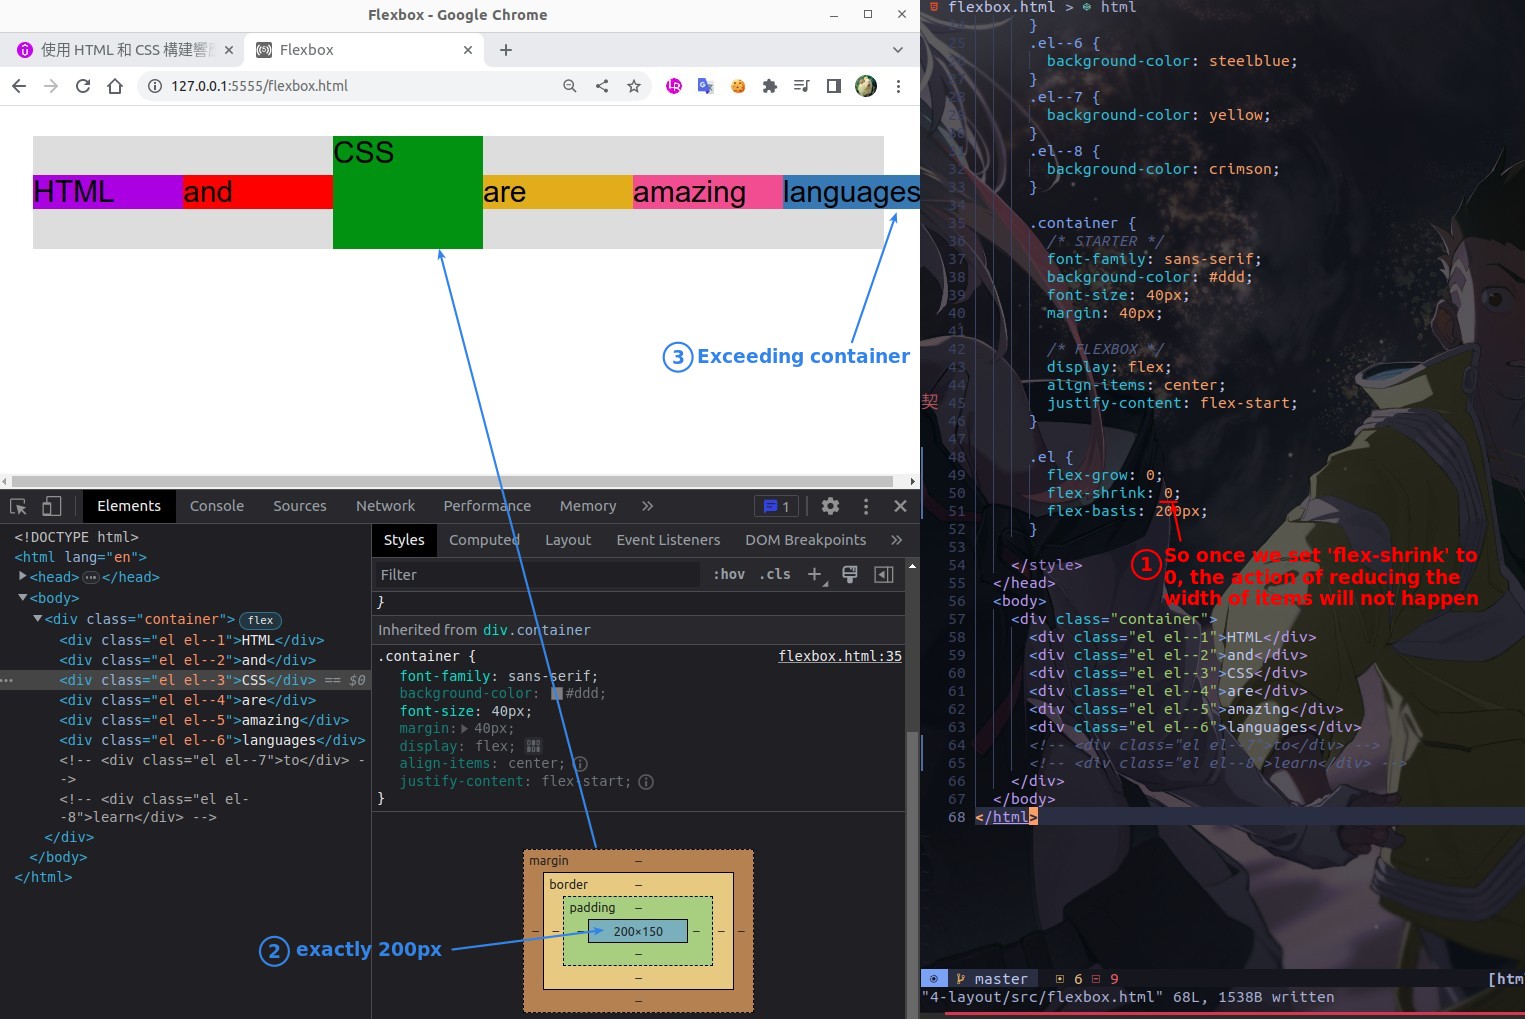 Flexbox - Google Chrome
使用 HTML 和 CSS 構建響
Flexbox
127.0.0.1:5555/flexbox.html
HTML
and
CSS
are
amazing
languages
3 Exceeding container
Elements
Console
Sources
Network
Performance
Memory
1
<!DOCTYPE html>
<html lang="en">
<head> ••• </head>
<body>
<div class="container"> flex
<div class="el el--1">HTML</div>
<div class="el el--2">and</div>
<div class="el el--3">CSS</div> == $0
<div class="el el--4">are</div>
<div class="el el--5">amazing</div>
<div class="el el--6">languages</div>
<!-- <div class="el el--7">to</div> -
->
<!-- <div class="el el-
-8">learn</div> -->
</div>
</body>
</html>
Styles
Computed
Layout
Event Listeners
DOM Breakpoints
Filter
:hov
.cls
}
Inherited from div.container
.container {
flexbox.html:35
font-family: sans-serif;
background-color: #ddd;
font-size: 40px;
margin: 40px;
display: flex;
align-items: center;
justify-content: flex-start;
}
margin
border
padding
200×150
2 exactly 200px
flexbox.html > html
}
25 .el--6 {
background-color: steelblue;
}
.el--7 {
background-color: yellow;
}
.el--8 {
32 background-color: crimson;
33 }
34
35 .container {
36 /* STARTER */
37 font-family: sans-serif;
38 background-color: #ddd;
39 font-size: 40px;
40 margin: 40px;
41
42 /* FLEXBOX */
43 display: flex;
44 align-items: center;
契 45 justify-content: flex-start;
46 }
47
48 .el {
49 flex-grow: 0;
50 flex-shrink: 0;
51 flex-basis: 200px;
52 }
53
54 </style>
55 </head>
56 <body>
57 <div class="container">
58 <div class="el el--1">HTML</div>
59 <div class="el el--2">and</div>
60 <div class="el el--3">CSS</div>
61 <div class="el el--4">are</div>
62 <div class="el el--5">amazing</div>
63 <div class="el el--6">languages</div>
64 <!-- <div class="el el--7">to</div> -->
65 <!-- <div class="el el--8">learn</div> -->
66 </div>
67 </body>
68 </html>
1 So once we set 'flex-shrink' to
0, the action of reducing the
width of items will not happen
master 6 9
[htm
"4-layout/src/flexbox.html" 68L, 1538B written